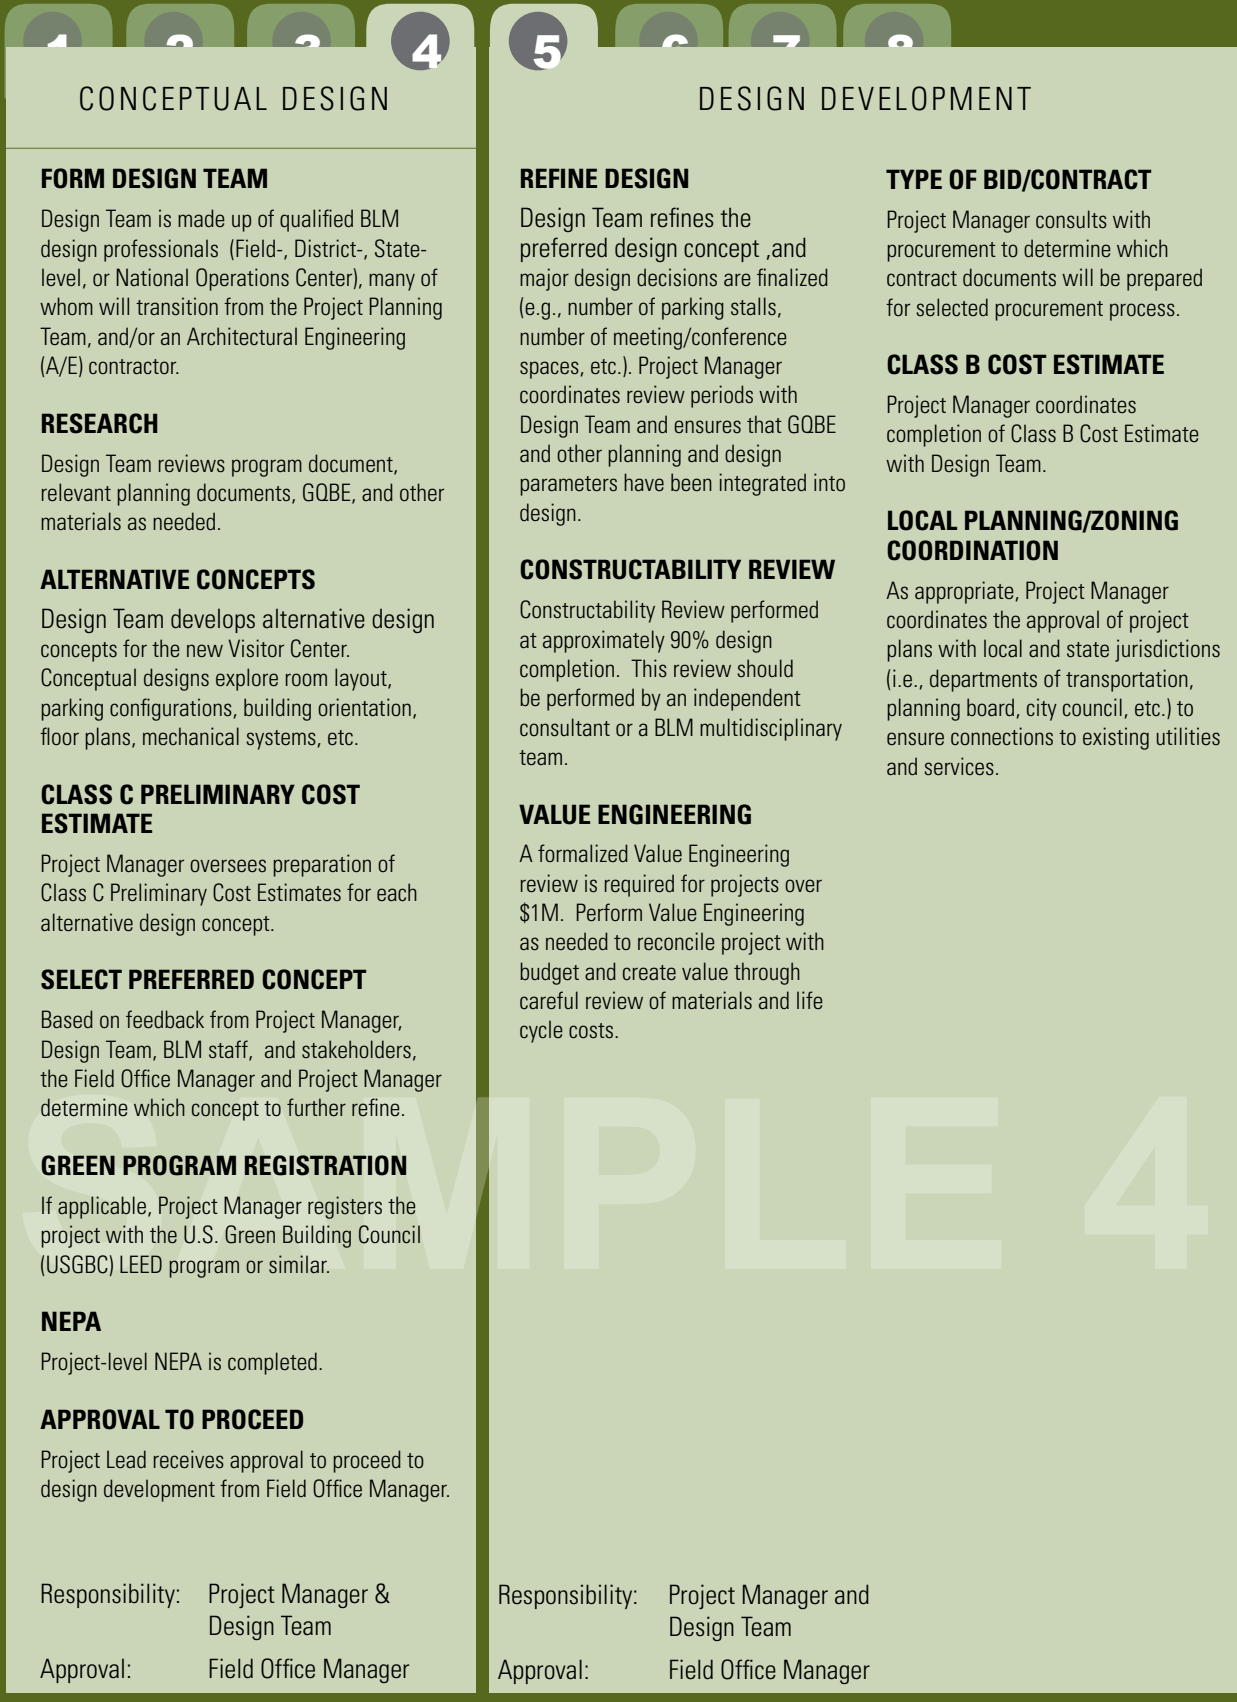 1 2 3 4 5 6 7 8
CONCEPTUAL DESIGN
FORM DESIGN TEAM
Design Team is made up of qualified BLM
design professionals  (Field-, District-, State-
level, or National Operations Center), many of
whom will transition from the Project Planning
Team, and/or an Architectural Engineering
(A/E) contractor.
RESEARCH
Design Team reviews program document,
relevant planning documents, GQBE, and other
materials as needed.
ALTERNATIVE CONCEPTS
Design Team develops alternative design
concepts for the new Visitor Center.
Conceptual designs explore room layout,
parking configurations, building orientation,
floor plans, mechanical systems, etc.
CLASS C PRELIMINARY COST
ESTIMATE
Project Manager oversees preparation of
Class C Preliminary Cost Estimates for each
alternative design concept.
SELECT PREFERRED CONCEPT
Based on feedback from Project Manager,
Design Team, BLM staff,  and stakeholders,
the Field Office Manager and Project Manager
determine which concept to further refine.
GREEN PROGRAM REGISTRATION
If applicable, Project Manager registers the
project with the U.S. Green Building Council
(USGBC) LEED program or similar.
NEPA
Project-level NEPA is completed.
APPROVAL TO PROCEED
Project Lead receives approval to proceed to
design development from Field Office Manager.
Responsibility: Project Manager &
Design Team
Approval: Field Office Manager
DESIGN DEVELOPMENT
REFINE DESIGN
Design Team refines the
preferred design concept ,and
major design decisions are finalized
(e.g., number of parking stalls,
number of meeting/conference
spaces, etc.). Project Manager
coordinates review periods with
Design Team and ensures that GQBE
and other planning and design
parameters have been integrated into
design.
CONSTRUCTABILITY REVIEW
Constructability Review performed
at approximately 90% design
completion.  This review should
be performed by an independent
consultant or a BLM multidisciplinary
team.
VALUE ENGINEERING
A formalized Value Engineering
review is required for projects over
$1M.  Perform Value Engineering
as needed to reconcile project with
budget and create value through
careful review of materials and life
cycle costs.
TYPE OF BID/CONTRACT
Project Manager consults with
procurement to determine which
contract documents will be prepared
for selected procurement process.
CLASS B COST ESTIMATE
Project Manager coordinates
completion of Class B Cost Estimate
with Design Team.
LOCAL PLANNING/ZONING
COORDINATION
As appropriate, Project Manager
coordinates the approval of project
plans with local and state jurisdictions
(i.e., departments of transportation,
planning board, city council, etc.) to
ensure connections to existing utilities
and services.
Responsibility: Project Manager and
Design Team
Approval: Field Office Manager
SAMPLE 4